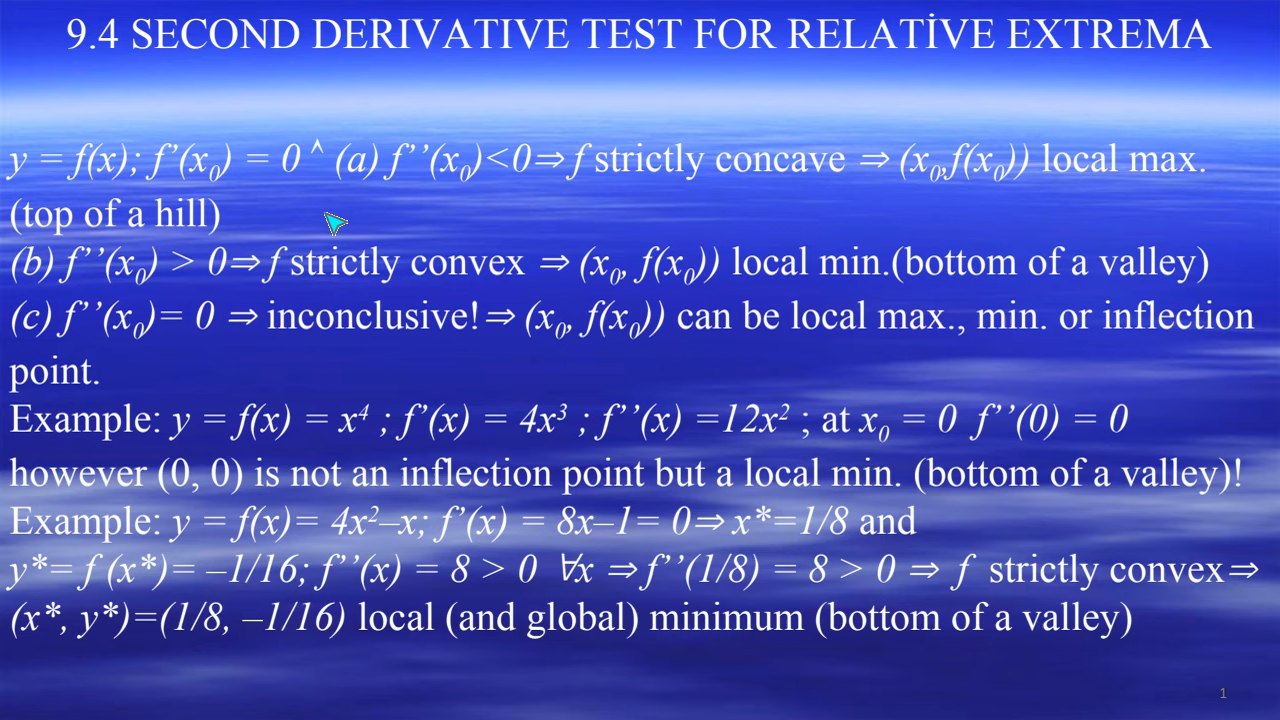 9.4 SECOND DERIVATIVE TEST FOR RELATİVE EXTREMA
y = f(x); f’(x₀) = 0 ^ (a) f’’(x₀)<0⇒ f strictly concave ⇒ (x₀,f(x₀)) local max.
(top of a hill)
(b) f’’(x₀) > 0⇒ f strictly convex ⇒ (x₀, f(x₀)) local min.(bottom of a valley)
(c) f’’(x₀)= 0 ⇒ inconclusive!⇒ (x₀, f(x₀)) can be local max., min. or inflection
point.
Example: y = f(x) = x⁴ ; f’(x) = 4x³ ; f’’(x) =12x² ; at x₀ = 0 f’’(0) = 0
however (0, 0) is not an inflection point but a local min. (bottom of a valley)!
Example: y = f(x)= 4x²–x; f’(x) = 8x–1= 0⇒ x*=1/8 and
y*= f (x*)= –1/16; f’’(x) = 8 > 0 ∀x ⇒ f’’(1/8) = 8 > 0 ⇒ f strictly convex⇒
(x*, y*)=(1/8, –1/16) local (and global) minimum (bottom of a valley)
1